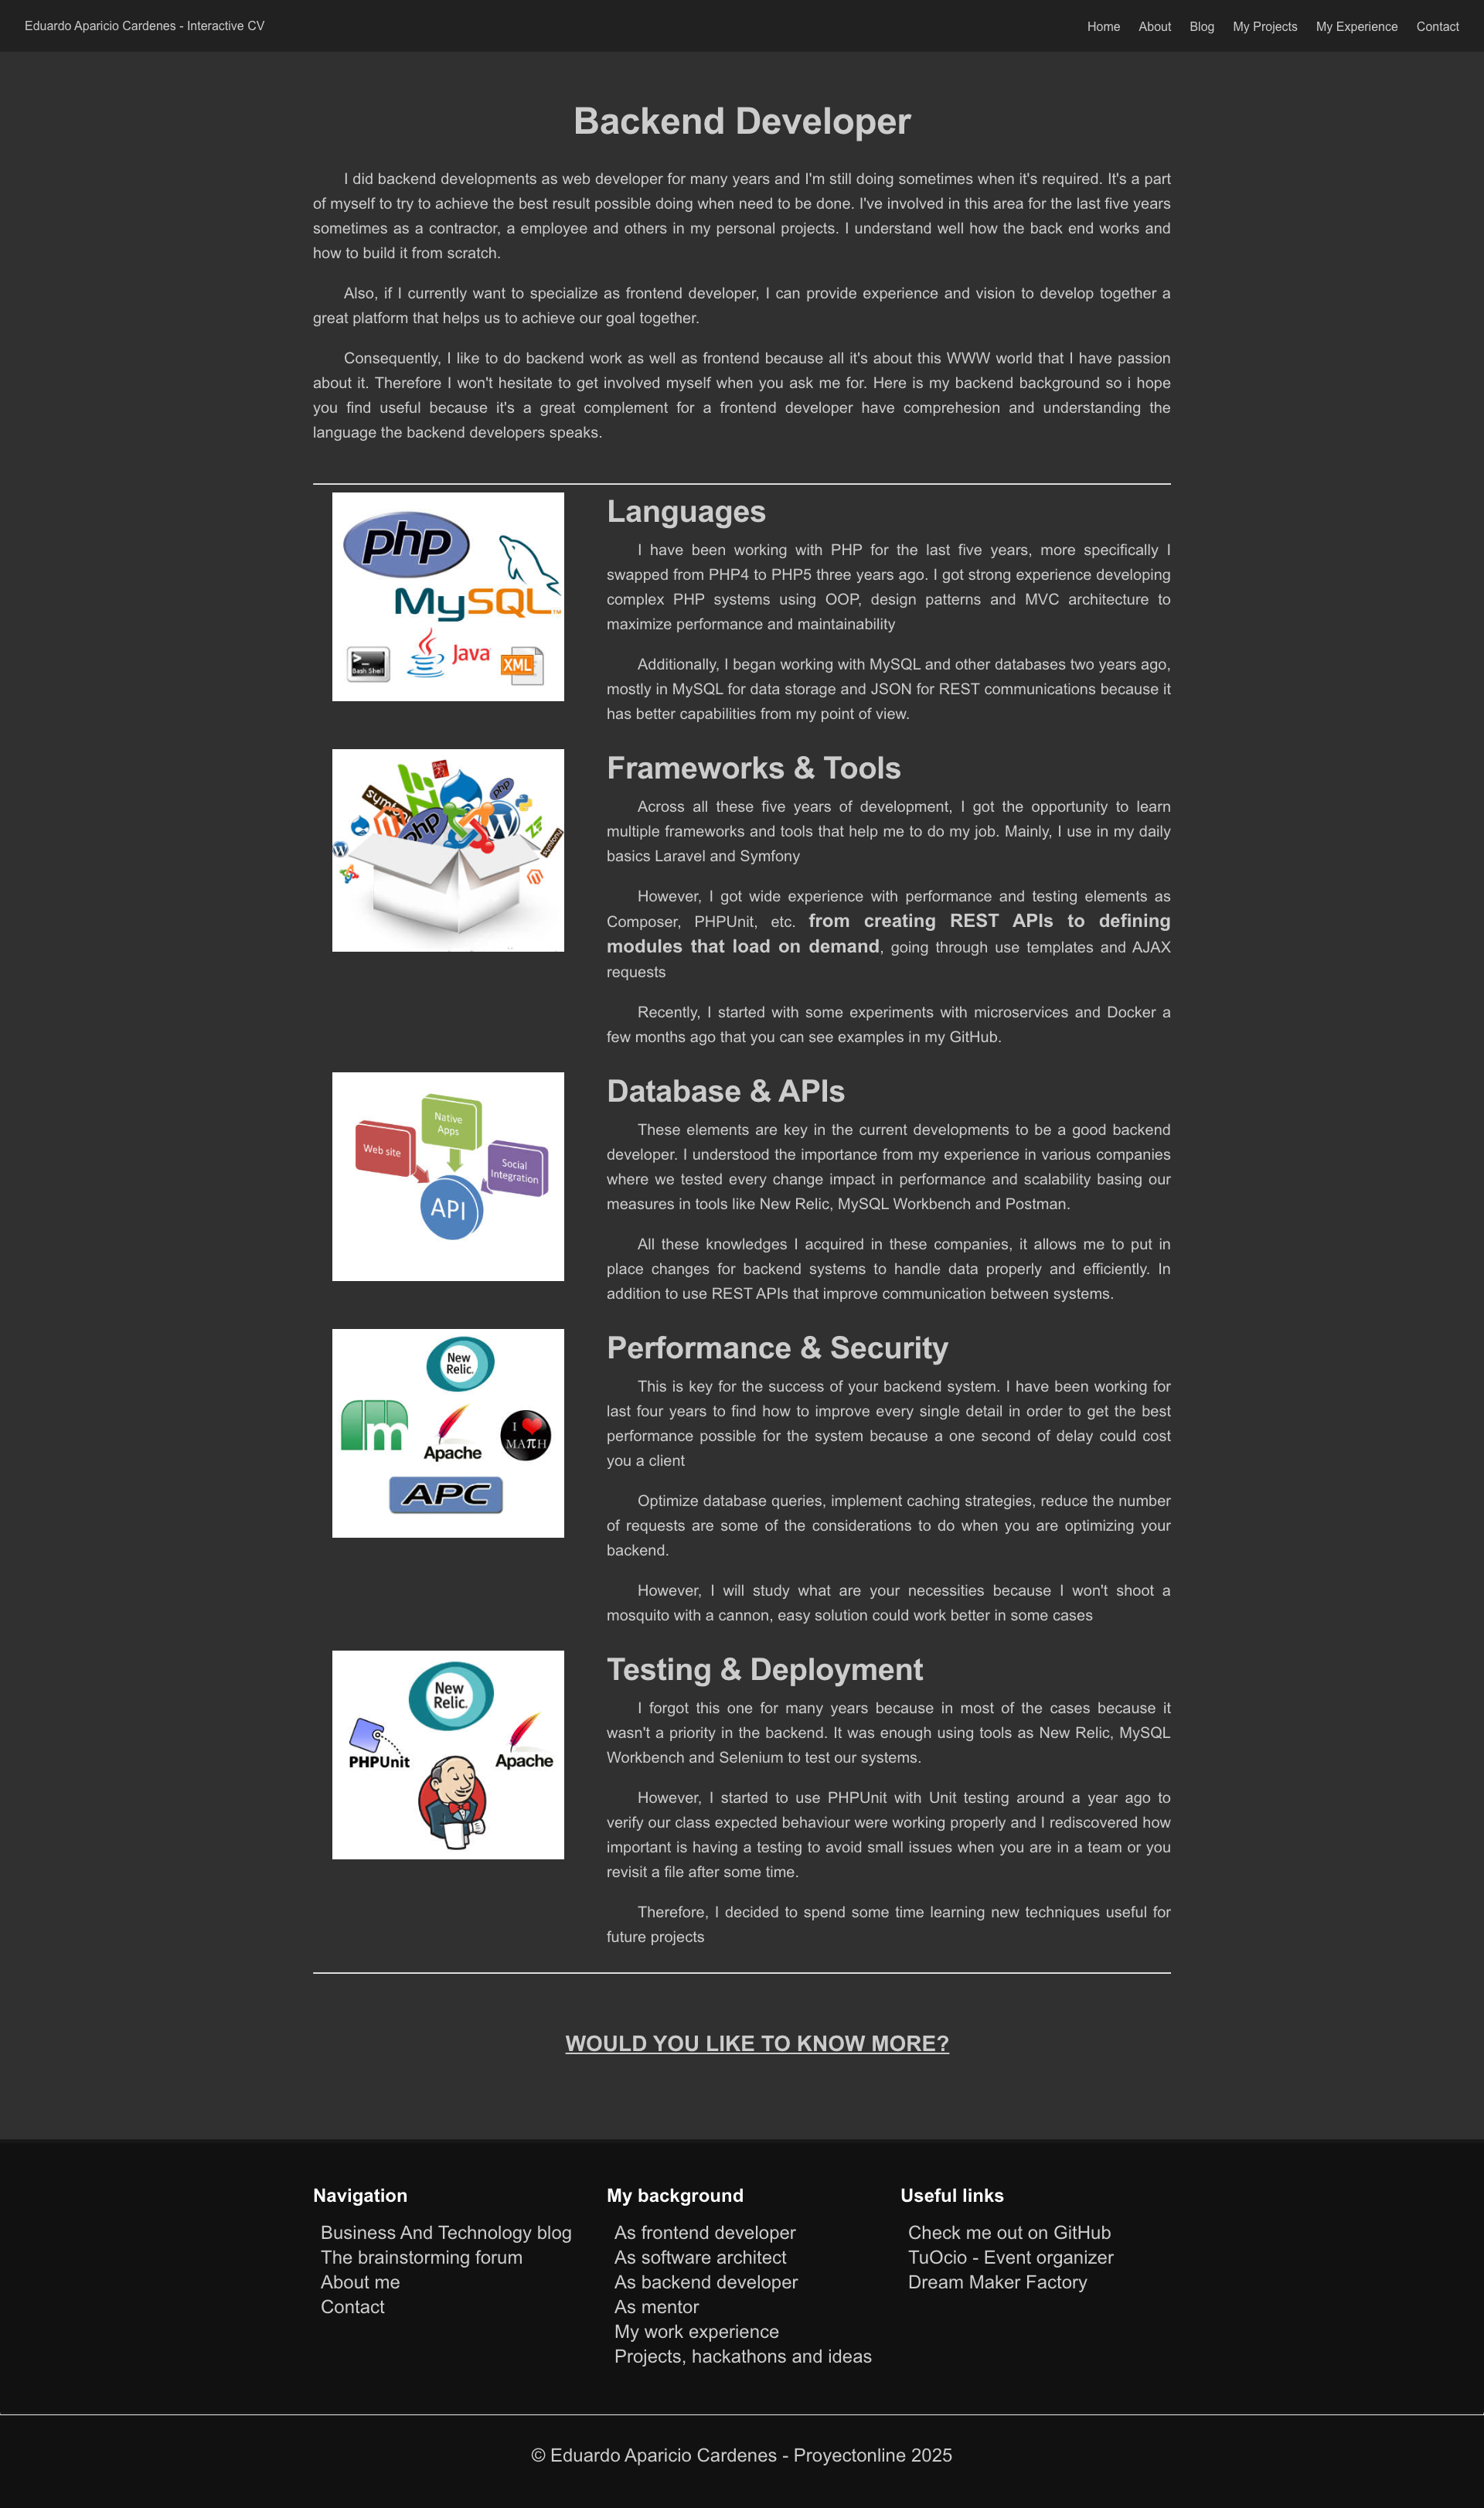 Eduardo Aparicio Cardenes - Interactive CV
Home About Blog My Projects My Experience Contact
Backend Developer
I did backend developments as web developer for many years and I'm still doing sometimes when it's required. It's a part
of myself to try to achieve the best result possible doing when need to be done. I've involved in this area for the last five years
sometimes as a contractor, a employee and others in my personal projects. I understand well how the back end works and
how to build it from scratch.
Also, if I currently want to specialize as frontend developer, I can provide experience and vision to develop together a
great platform that helps us to achieve our goal together.
Consequently, I like to do backend work as well as frontend because all it's about this WWW world that I have passion
about it. Therefore I won't hesitate to get involved myself when you ask me for. Here is my backend background so i hope
you find useful because it's a great complement for a frontend developer have comprehesion and understanding the
language the backend developers speaks.
php
MySQL TM
Bash Shell
Java
XML
Languages
I have been working with PHP for the last five years, more specifically I
swapped from PHP4 to PHP5 three years ago. I got strong experience developing
complex PHP systems using OOP, design patterns and MVC architecture to
maximize performance and maintainability
Additionally, I began working with MySQL and other databases two years ago,
mostly in MySQL for data storage and JSON for REST communications because it
has better capabilities from my point of view.
php
php
Frameworks & Tools
Across all these five years of development, I got the opportunity to learn
multiple frameworks and tools that help me to do my job. Mainly, I use in my daily
basics Laravel and Symfony
However, I got wide experience with performance and testing elements as
Composer, PHPUnit, etc. from creating REST APIs to defining
modules that load on demand, going through use templates and AJAX
requests
Recently, I started with some experiments with microservices and Docker a
few months ago that you can see examples in my GitHub.
Native
Apps
Web site
Social
Integration
API
Database & APIs
These elements are key in the current developments to be a good backend
developer. I understood the importance from my experience in various companies
where we tested every change impact in performance and scalability basing our
measures in tools like New Relic, MySQL Workbench and Postman.
All these knowledges I acquired in these companies, it allows me to put in
place changes for backend systems to handle data properly and efficiently. In
addition to use REST APIs that improve communication between systems.
New
Relic.
m
Apache
I
MAπH
APC
Performance & Security
This is key for the success of your backend system. I have been working for
last four years to find how to improve every single detail in order to get the best
performance possible for the system because a one second of delay could cost
you a client
Optimize database queries, implement caching strategies, reduce the number
of requests are some of the considerations to do when you are optimizing your
backend.
However, I will study what are your necessities because I won't shoot a
mosquito with a cannon, easy solution could work better in some cases
New
Relic.
PHPUnit
Apache
Testing & Deployment
I forgot this one for many years because in most of the cases because it
wasn't a priority in the backend. It was enough using tools as New Relic, MySQL
Workbench and Selenium to test our systems.
However, I started to use PHPUnit with Unit testing around a year ago to
verify our class expected behaviour were working properly and I rediscovered how
important is having a testing to avoid small issues when you are in a team or you
revisit a file after some time.
Therefore, I decided to spend some time learning new techniques useful for
future projects
WOULD YOU LIKE TO KNOW MORE?
Navigation
Business And Technology blog
The brainstorming forum
About me
Contact
My background
As frontend developer
As software architect
As backend developer
As mentor
My work experience
Projects, hackathons and ideas
Useful links
Check me out on GitHub
TuOcio - Event organizer
Dream Maker Factory
© Eduardo Aparicio Cardenes - Proyectonline 2025